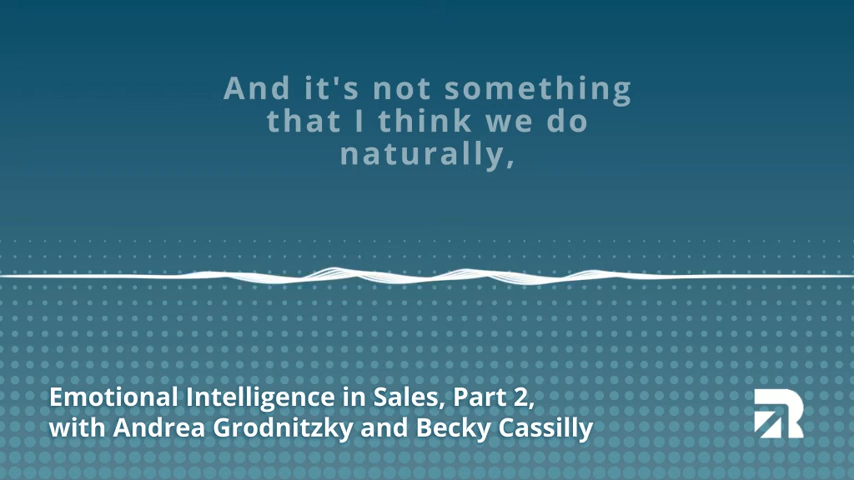 And it's not something
that I think we do
naturally,
Emotional Intelligence in Sales, Part 2,
with Andrea Grodnitzky and Becky Cassilly